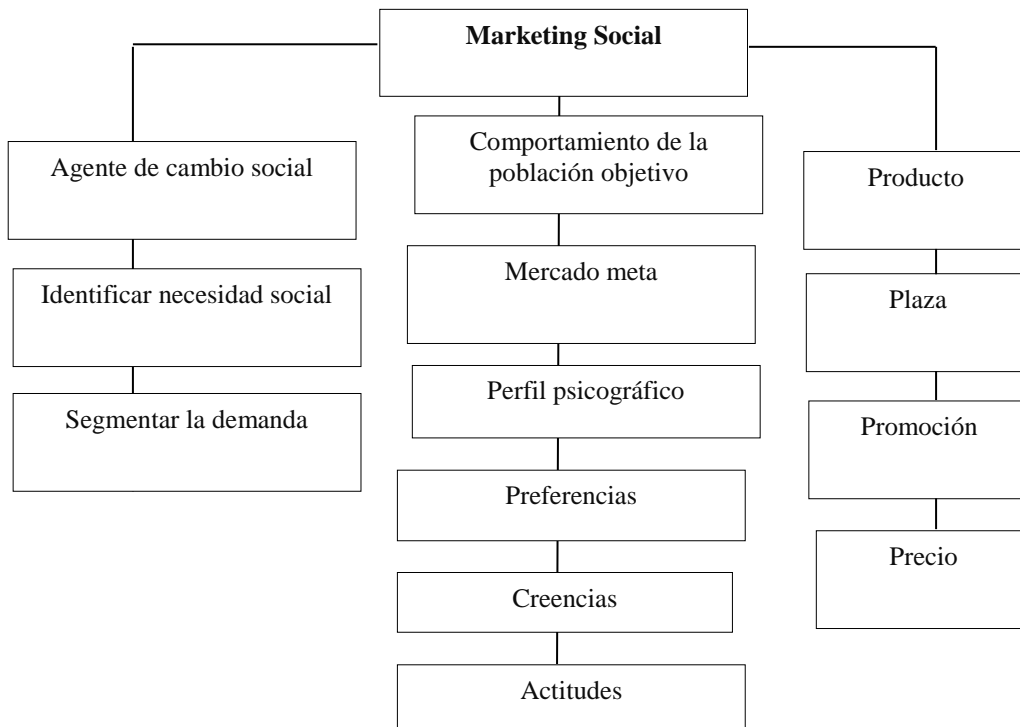 Marketing Social
Agente de cambio social
Identificar necesidad social
Segmentar la demanda
Comportamiento de la
población objetivo
Mercado meta
Perfil psicográfico
Preferencias
Creencias
Actitudes
Producto
Plaza
Promoción
Precio